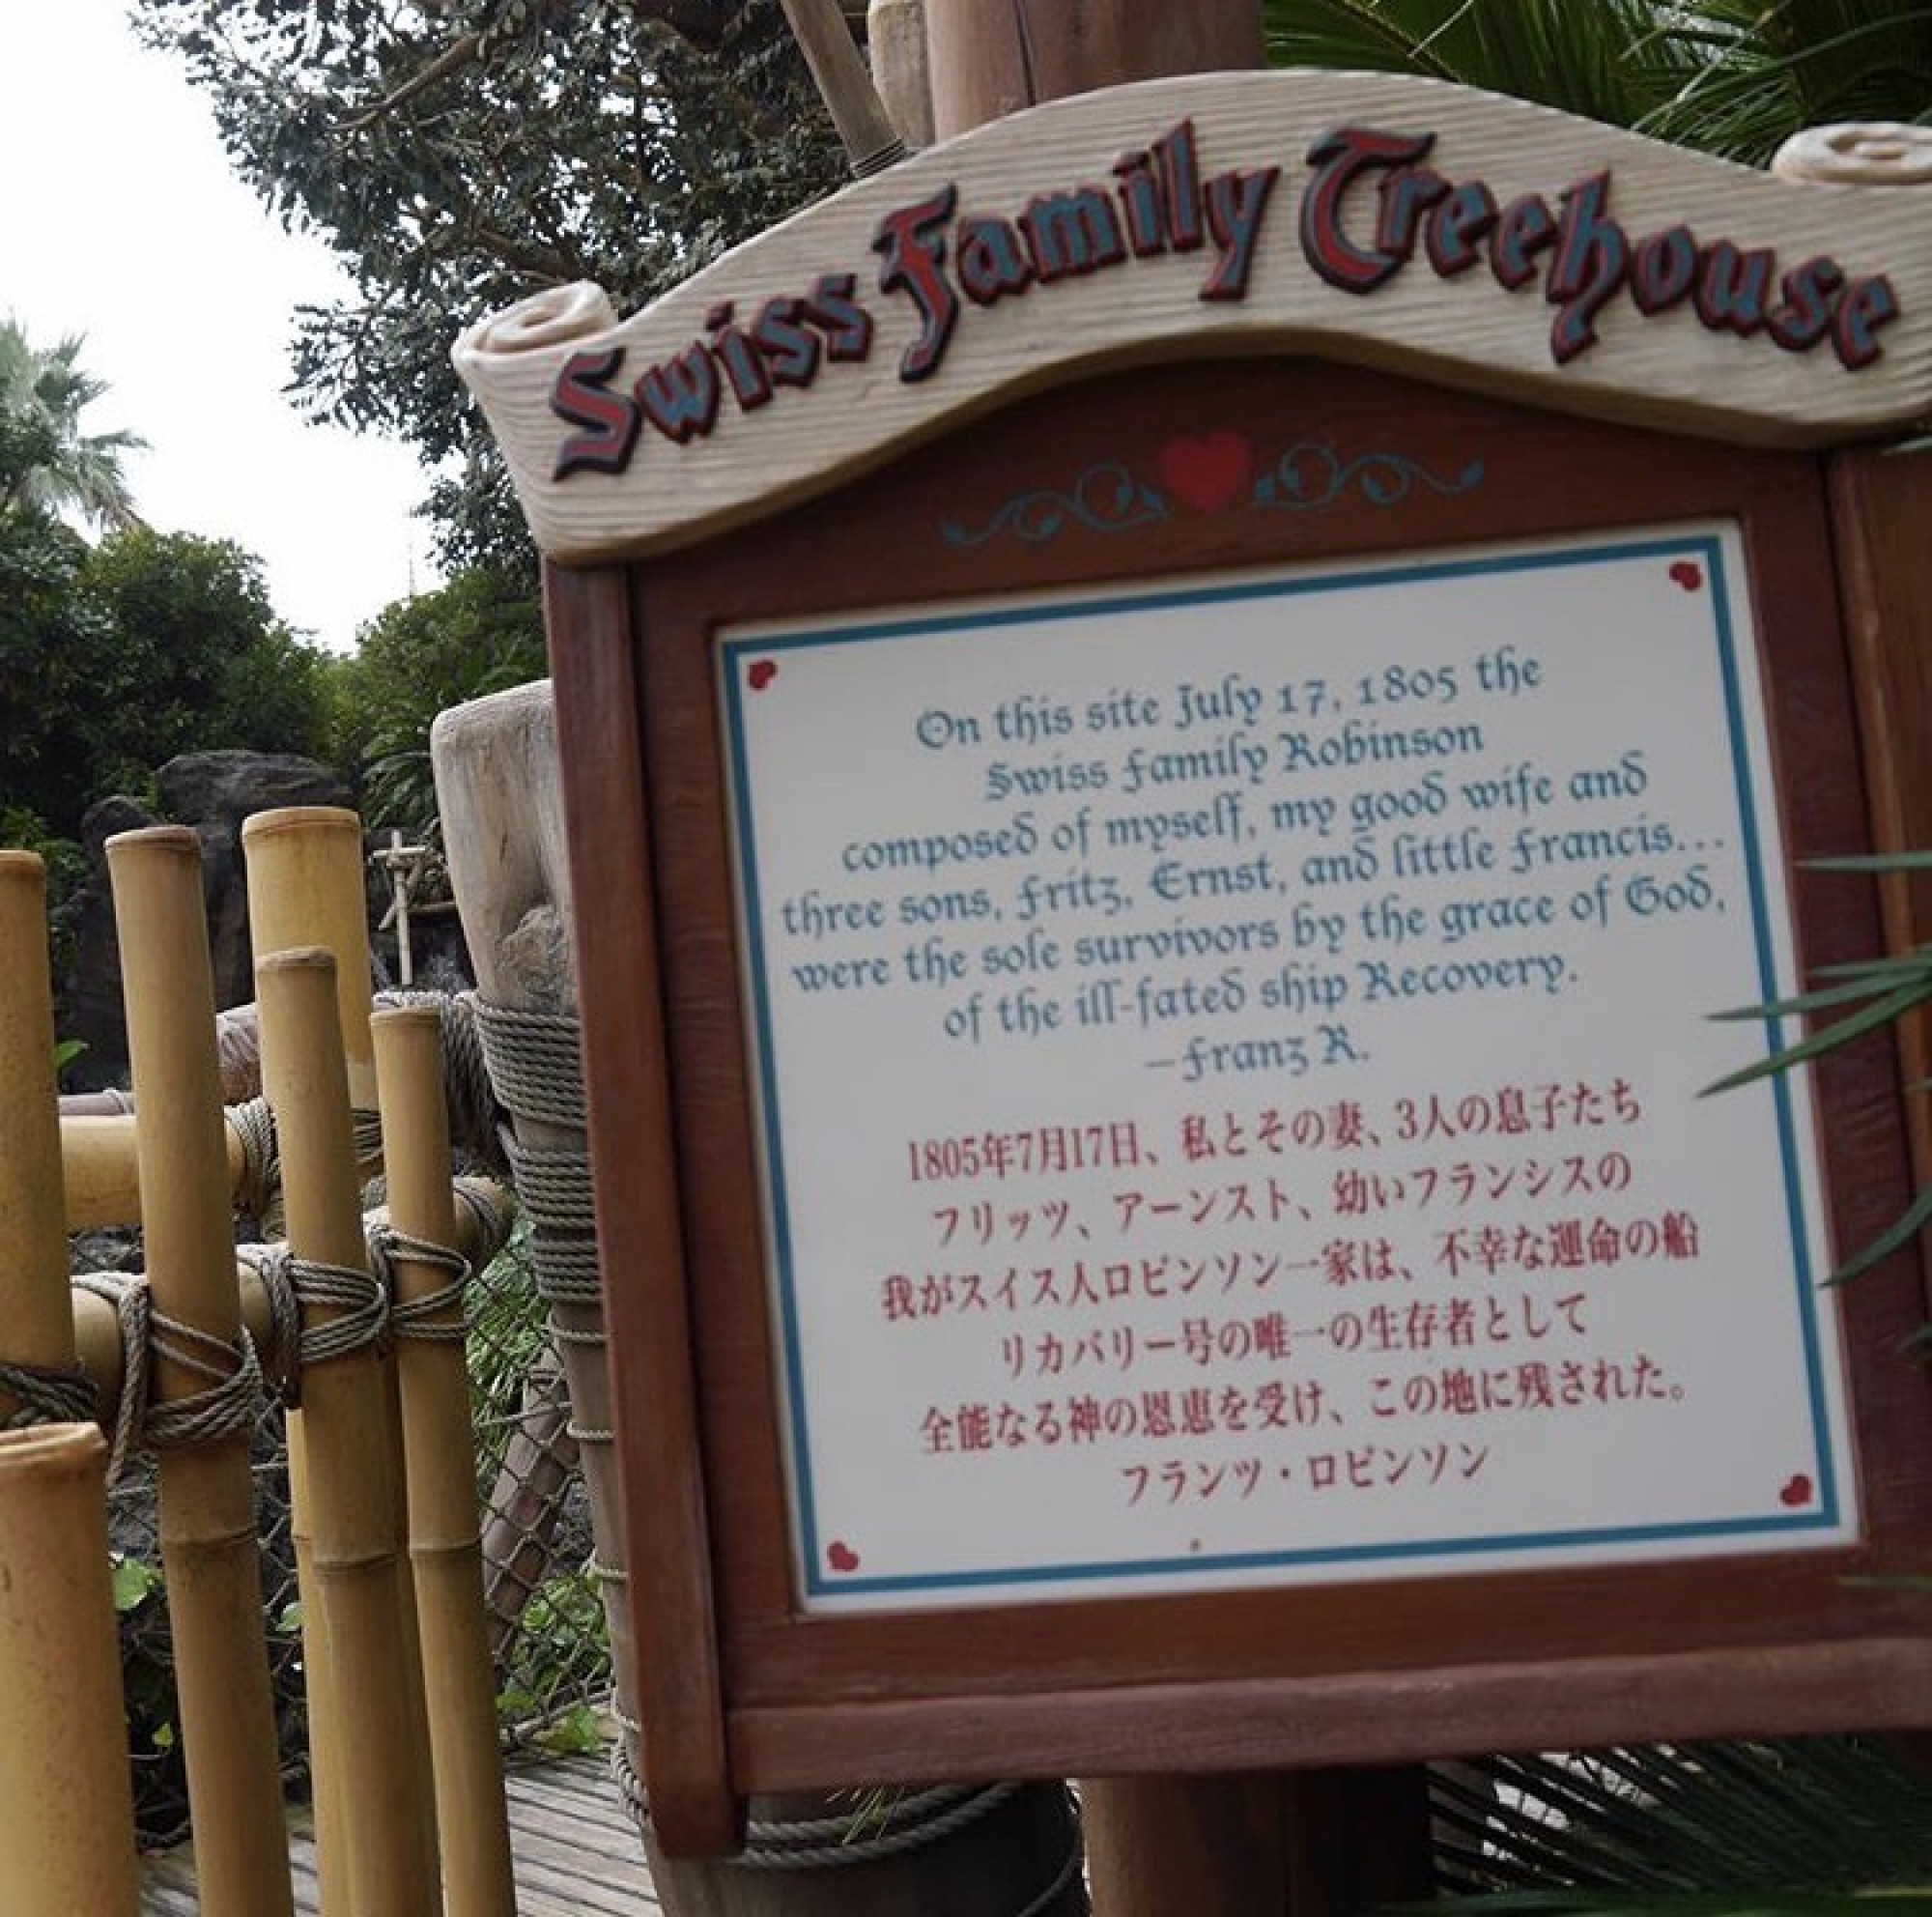 Swiss Family Treehouse
On this site July 17, 1805 the
Swiss Family Robinson
composed of myself, my good wife and
three sons, Fritz, Ernst, and little Francis...
were the sole survivors by the grace of God,
of the ill-fated ship Recovery.
–Franz R.
1805年7月17日、私とその妻、3人の息子たち
フリッツ、アーンスト、幼いフランシスの
我がスイス人ロビンソン一家は、不幸な運命の船
リカバリー号の唯一の生存者として
全能なる神の恩恵を受け、この地に残された。
フランツ・ロビンソン